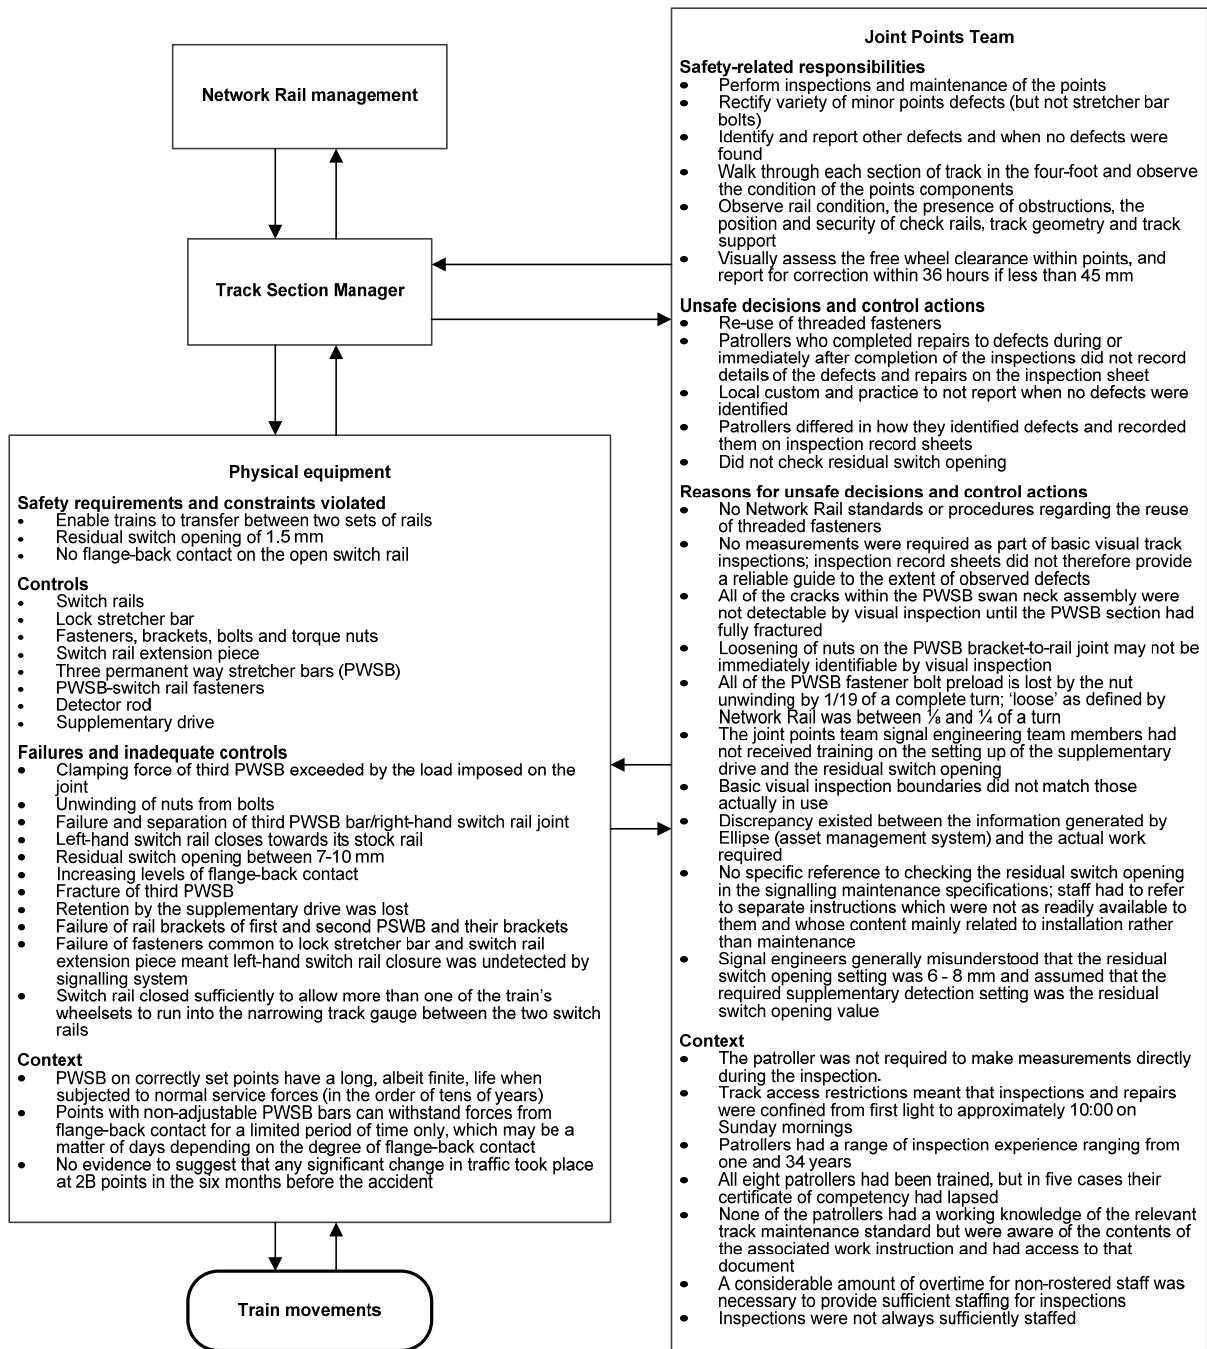 Network Rail management
Track Section Manager
Physical equipment
Safety requirements and constraints violated
• Enable trains to transfer between two sets of rails
• Residual switch opening of 1.5 mm
• No flange-back contact on the open switch rail
Controls
• Switch rails
• Lock stretcher bar
• Fasteners, brackets, bolts and torque nuts
• Switch rail extension piece
• Three permanent way stretcher bars (PWSB)
• PWSB-switch rail fasteners
• Detector rod
• Supplementary drive
Failures and inadequate controls
• Clamping force of third PWSB exceeded by the load imposed on the
joint
• Unwinding of nuts from bolts
• Failure and separation of third PWSB bar/right-hand switch rail joint
• Left-hand switch rail closes towards its stock rail
• Residual switch opening between 7-10 mm
• Increasing levels of flange-back contact
• Fracture of third PWSB
• Retention by the supplementary drive was lost
• Failure of rail brackets of first and second PSWB and their brackets
• Failure of fasteners common to lock stretcher bar and switch rail
extension piece meant left-hand switch rail closure was undetected by
signalling system
• Switch rail closed sufficiently to allow more than one of the train's
wheelsets to run into the narrowing track gauge between the two switch
rails
Context
• PWSB on correctly set points have a long, albeit finite, life when
subjected to normal service forces (in the order of tens of years)
• Points with non-adjustable PWSB bars can withstand forces from
flange-back contact for a limited period of time only, which may be a
matter of days depending on the degree of flange-back contact
• No evidence to suggest that any significant change in traffic took place
at 2B points in the six months before the accident
Train movements
Joint Points Team
Safety-related responsibilities
• Perform inspections and maintenance of the points
• Rectify variety of minor points defects (but not stretcher bar
bolts)
• Identify and report other defects and when no defects were
found
• Walk through each section of track in the four-foot and observe
the condition of the points components
• Observe rail condition, the presence of obstructions, the
position and security of check rails, track geometry and track
support
• Visually assess the free wheel clearance within points, and
report for correction within 36 hours if less than 45 mm
Unsafe decisions and control actions
• Re-use of threaded fasteners
• Patrollers who completed repairs to defects during or
immediately after completion of the inspections did not record
details of the defects and repairs on the inspection sheet
• Local custom and practice to not report when no defects were
identified
• Patrollers differed in how they identified defects and recorded
them on inspection record sheets
• Did not check residual switch opening
Reasons for unsafe decisions and control actions
• No Network Rail standards or procedures regarding the reuse
of threaded fasteners
• No measurements were required as part of basic visual track
inspections; inspection record sheets did not therefore provide
a reliable guide to the extent of observed defects
• All of the cracks within the PWSB swan neck assembly were
not detectable by visual inspection until the PWSB section had
fully fractured
• Loosening of nuts on the PWSB bracket-to-rail joint may not be
immediately identifiable by visual inspection
• All of the PWSB fastener bolt preload is lost by the nut
unwinding by 1/19 of a complete turn; 'loose' as defined by
Network Rail was between ⅛ and ¼ of a turn
• The joint points team signal engineering team members had
not received training on the setting up of the supplementary
drive and the residual switch opening
• Basic visual inspection boundaries did not match those
actually in use
• Discrepancy existed between the information generated by
Ellipse (asset management system) and the actual work
required
• No specific reference to checking the residual switch opening
in the signalling maintenance specifications; staff had to refer
to separate instructions which were not as readily available to
them and whose content mainly related to installation rather
than maintenance
• Signal engineers generally misunderstood that the residual
switch opening setting was 6 - 8 mm and assumed that the
required supplementary detection setting was the residual
switch opening value
Context
• The patroller was not required to make measurements directly
during the inspection.
• Track access restrictions meant that inspections and repairs
were confined from first light to approximately 10:00 on
Sunday mornings
• Patrollers had a range of inspection experience ranging from
one and 34 years
• All eight patrollers had been trained, but in five cases their
certificate of competency had lapsed
• None of the patrollers had a working knowledge of the relevant
track maintenance standard but were aware of the contents of
the associated work instruction and had access to that
document
• A considerable amount of overtime for non-rostered staff was
necessary to provide sufficient staffing for inspections
• Inspections were not always sufficiently staffed